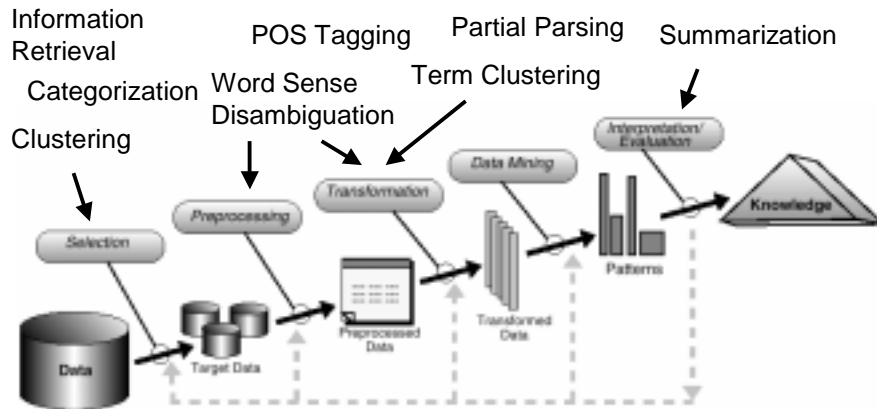 Information
Retrieval
POS Tagging
Partial Parsing
Summarization
Categorization
Word Sense
Disambiguation
Term Clustering
Clustering
Interpretation/
Evaluation
Data Mining
Transformation
Preprocessing
Selection
Knowledge
Patterns
Transformed
Data
Preprocessed
Data
Target Data
Data